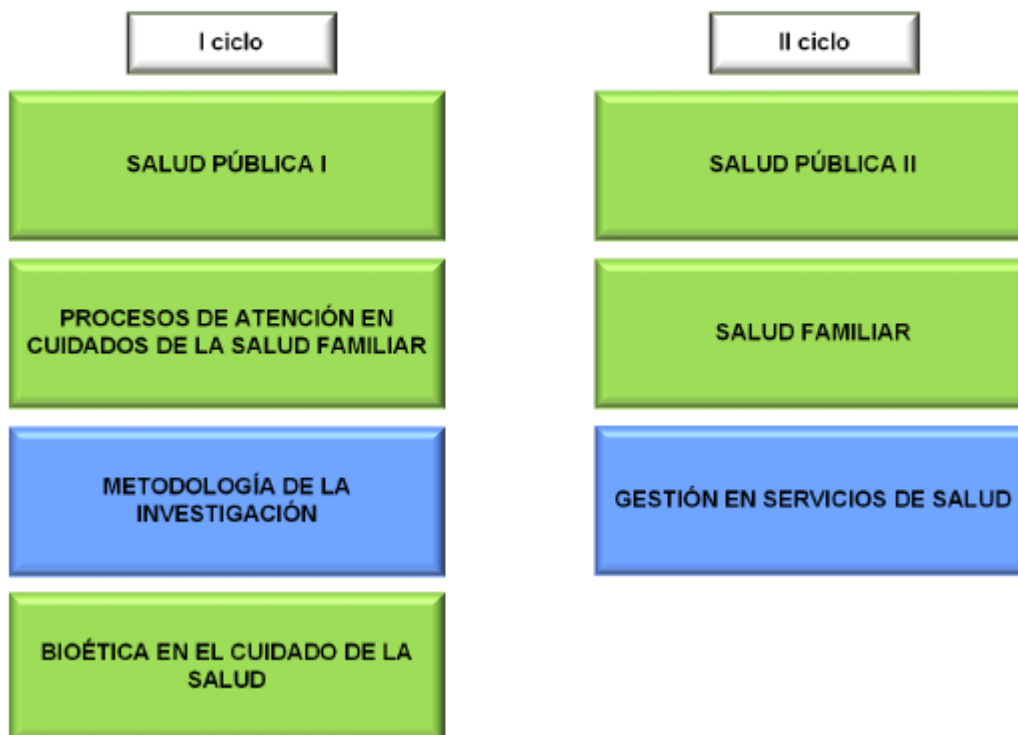 I ciclo
SALUD PÚBLICA I
PROCESOS DE ATENCIÓN EN
CUIDADOS DE LA SALUD FAMILIAR
METODOLOGÍA DE LA
INVESTIGACIÓN
BIOÉTICA EN EL CUIDADO DE LA
SALUD
II ciclo
SALUD PÚBLICA II
SALUD FAMILIAR
GESTIÓN EN SERVICIOS DE SALUD